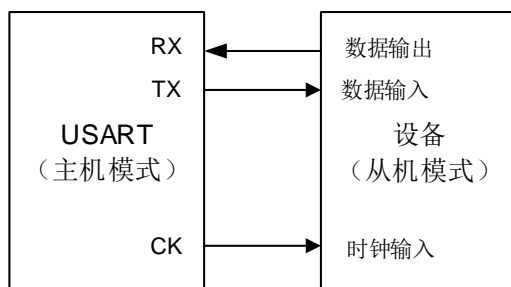 RX
数据输出
TX
数据输入
USART
（主机模式）
设备
（从机模式）
CK
时钟输入